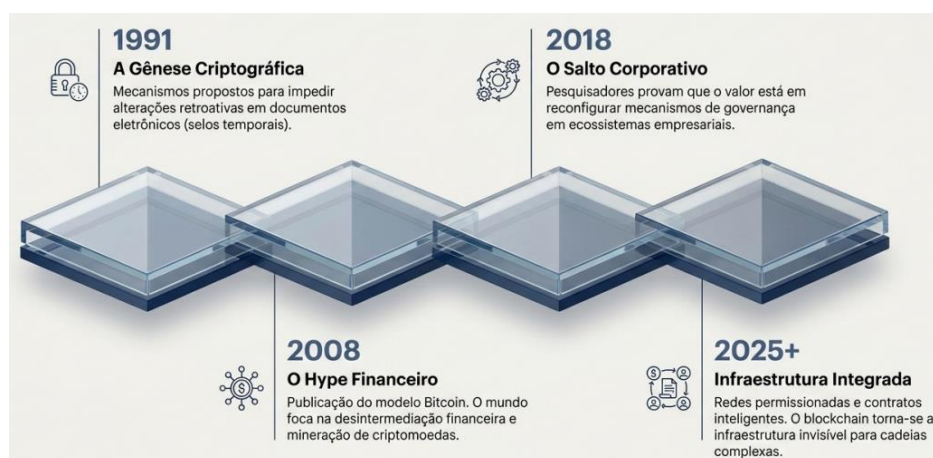 1991
A Gênese Criptográfica
Mecanismos propostos para impedir
alterações retroativas em documentos
eletrônicos (selos temporais).
2008
O Hype Financeiro
Publicação do modelo Bitcoin. O mundo
foca na desintermediação financeira e
mineração de criptomoedas.
2018
O Salto Corporativo
Pesquisadores provam que o valor está em
reconfigurar mecanismos de governança
em ecossistemas empresariais.
2025+
Infraestrutura Integrada
Redes permissionadas e contratos
inteligentes. O blockchain torna-se a
infraestrutura invisível para cadeias
complexas.